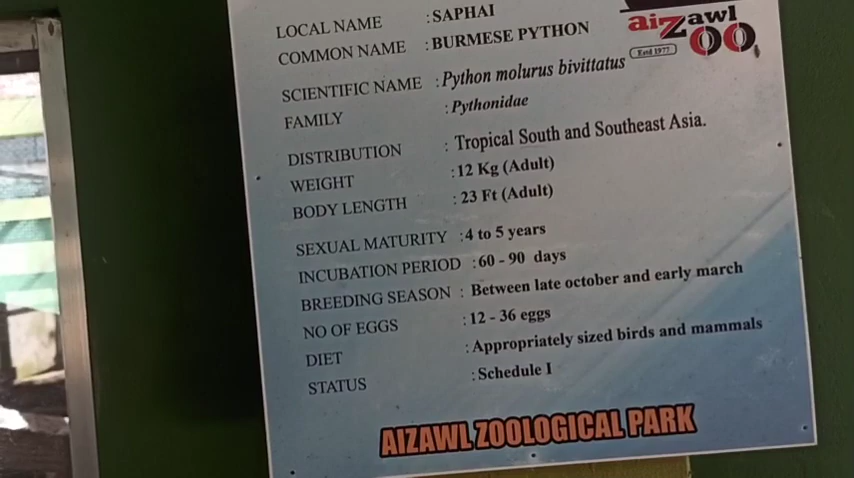 LOCAL NAME : SAPHAI
COMMON NAME : BURMESE PYTHON
SCIENTIFIC NAME : Python molurus bivittatus
FAMILY : Pythonidae
DISTRIBUTION : Tropical South and Southeast Asia.
WEIGHT : 12 Kg (Adult)
BODY LENGTH : 23 Ft (Adult)
SEXUAL MATURITY : 4 to 5 years
INCUBATION PERIOD : 60 - 90 days
BREEDING SEASON : Between late october and early march
NO OF EGGS : 12 - 36 eggs
DIET : Appropriately sized birds and mammals
STATUS : Schedule I
AIZAWL ZOOLOGICAL PARK
aiZawl
ZOO
Estd 1977